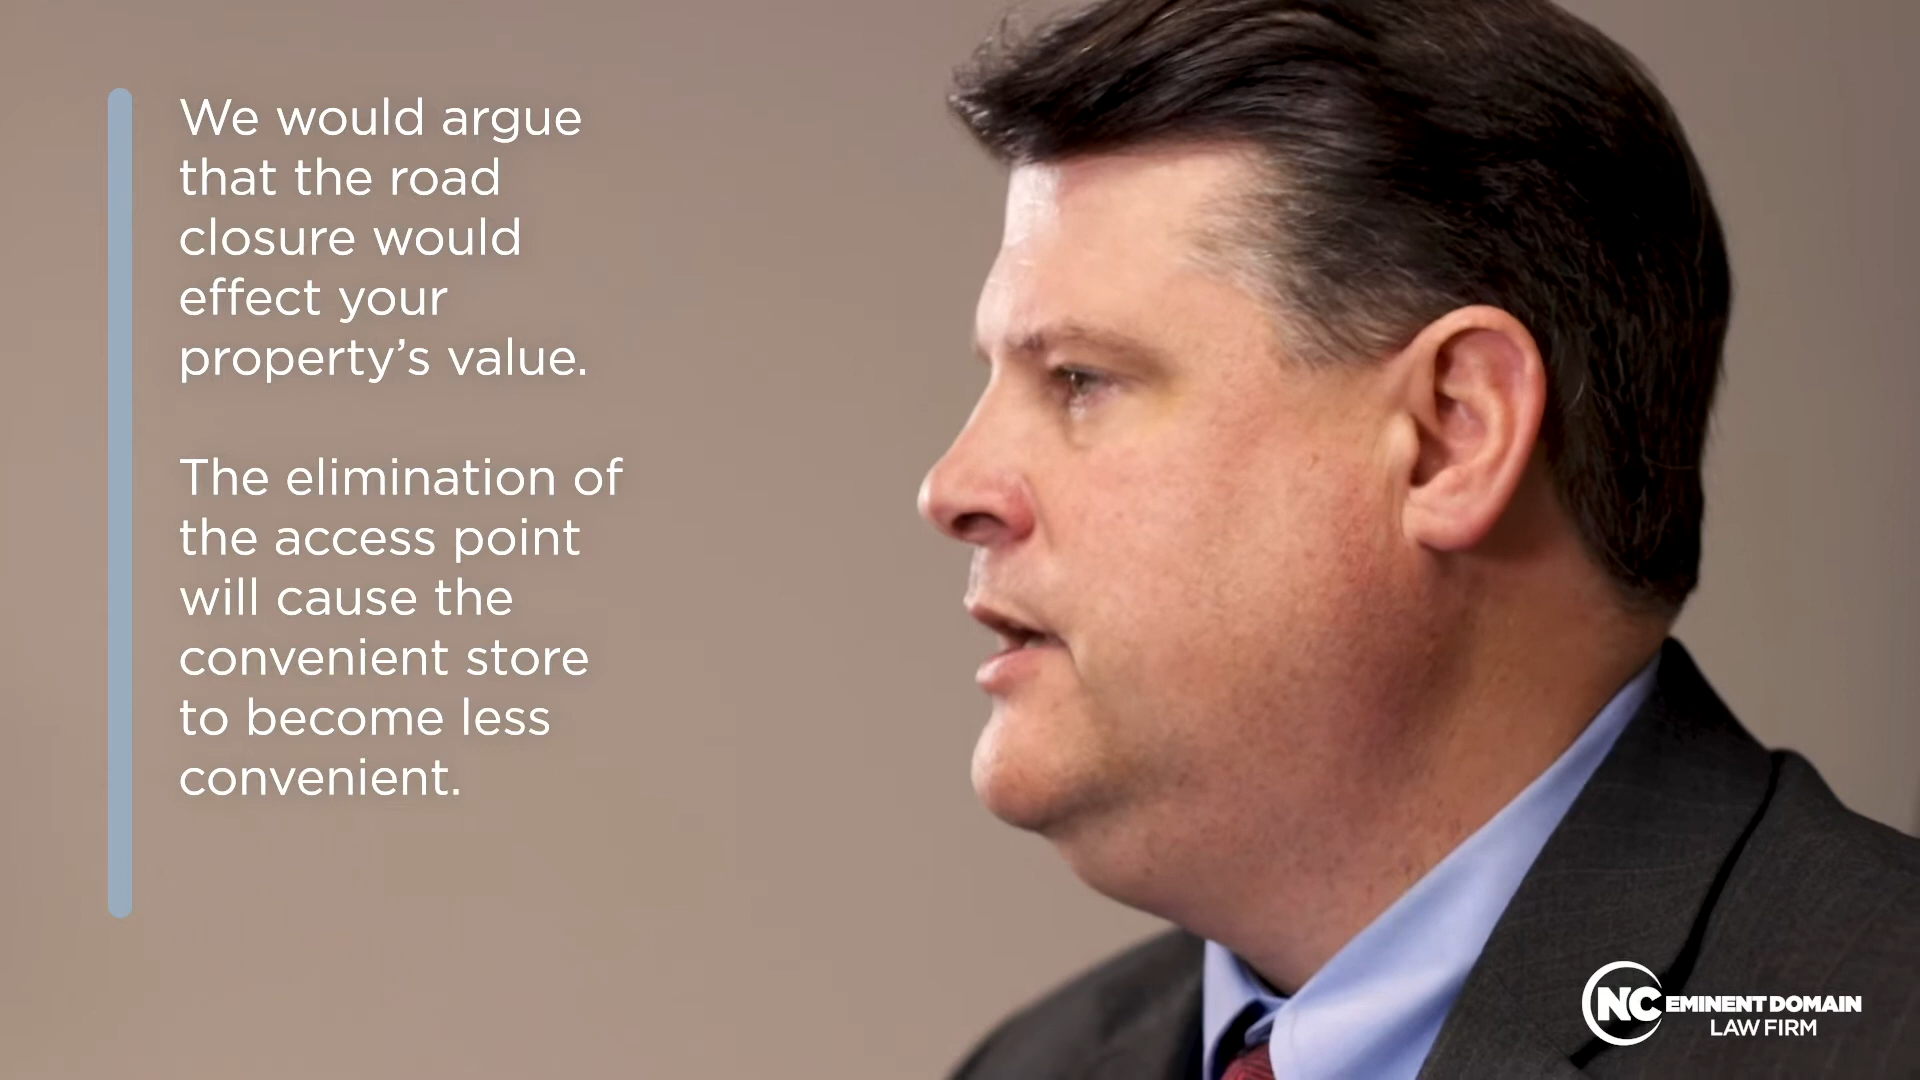 We would argue
that the road
closure would
effect your
property’s value.
The elimination of
the access point
will cause the
convenient store
to become less
convenient.
NC EMINENT DOMAIN
LAW FIRM